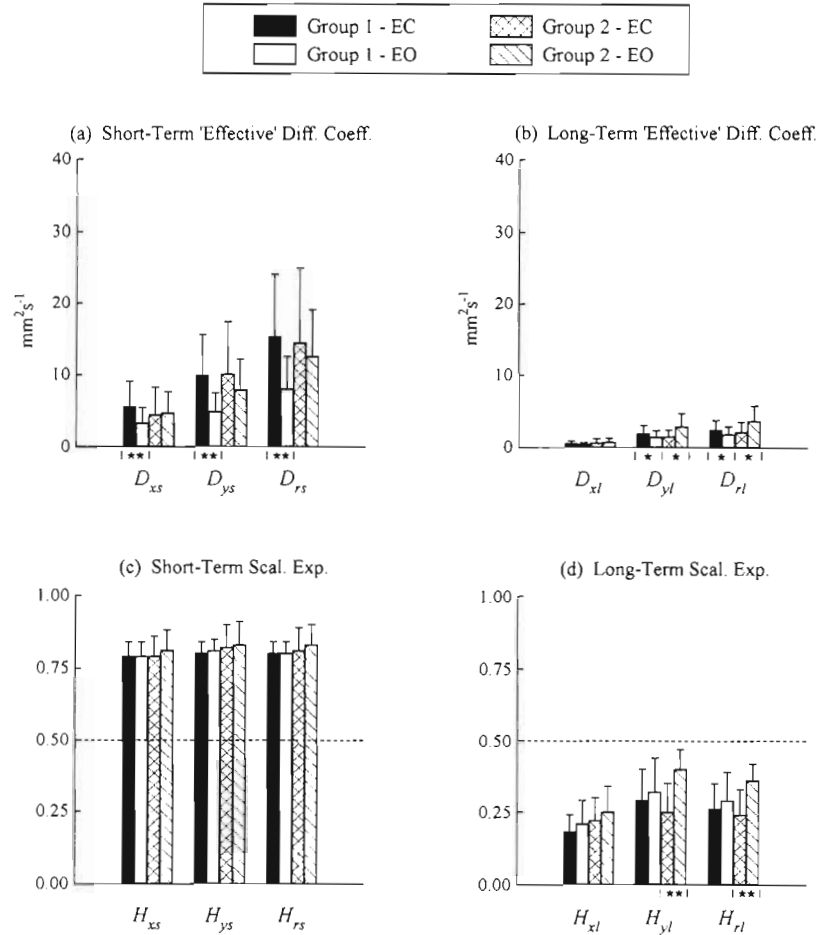 Group 1 - EC Group 2 - EC
Group 1 - EO Group 2 - EO
(a) Short-Term 'Effective' Diff. Coeff.
40
30
20
10
0
mm²s⁻¹
** ** **
Dxs Dys Drs
(b) Long-Term 'Effective' Diff. Coeff.
40
30
20
10
0
mm²s⁻¹
* * * *
Dxl Dyl Drl
(c) Short-Term Scal. Exp.
1.00
0.75
0.50
0.25
0.00
Hxs Hys Hrs
(d) Long-Term Scal. Exp.
1.00
0.75
0.50
0.25
0.00
** **
Hxl Hyl Hrl